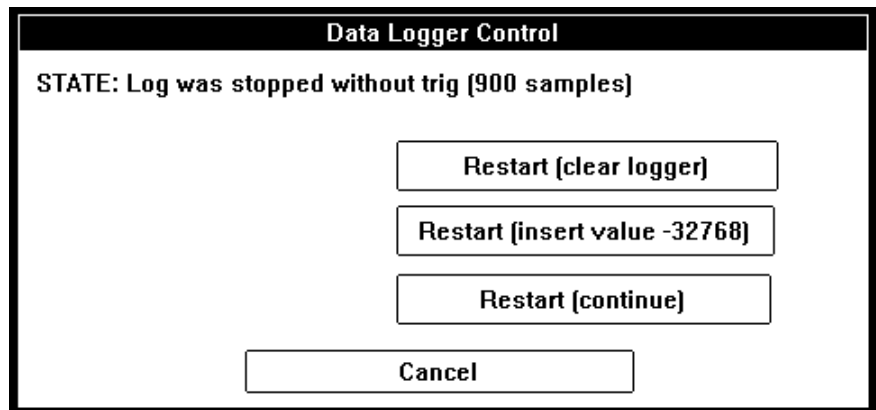 Data Logger Control
STATE: Log was stopped without trig (900 samples)
Restart (clear logger)
Restart (insert value -32768)
Restart (continue)
Cancel